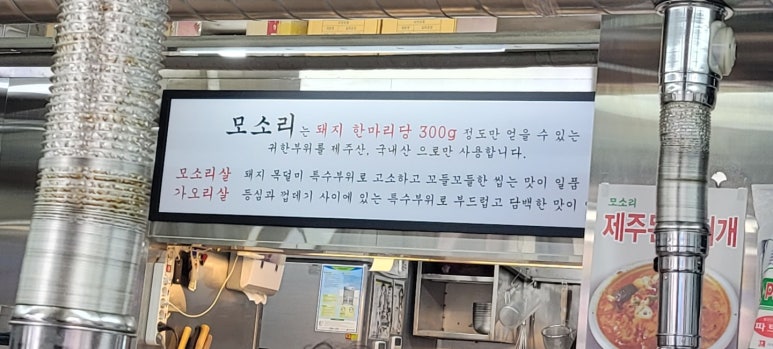 모소리는 돼지 한마리당 300g 정도만 얻을 수 있는
귀한부위를 제주산, 국내산 으로만 사용합니다.
모소리살 돼지 목덜미 특수부위로 고소하고 꼬들꼬들한 씹는 맛이 일품
가오리살 등심과 껍데기 사이에 있는 특수부위로 부드럽고 담백한 맛이
모소리